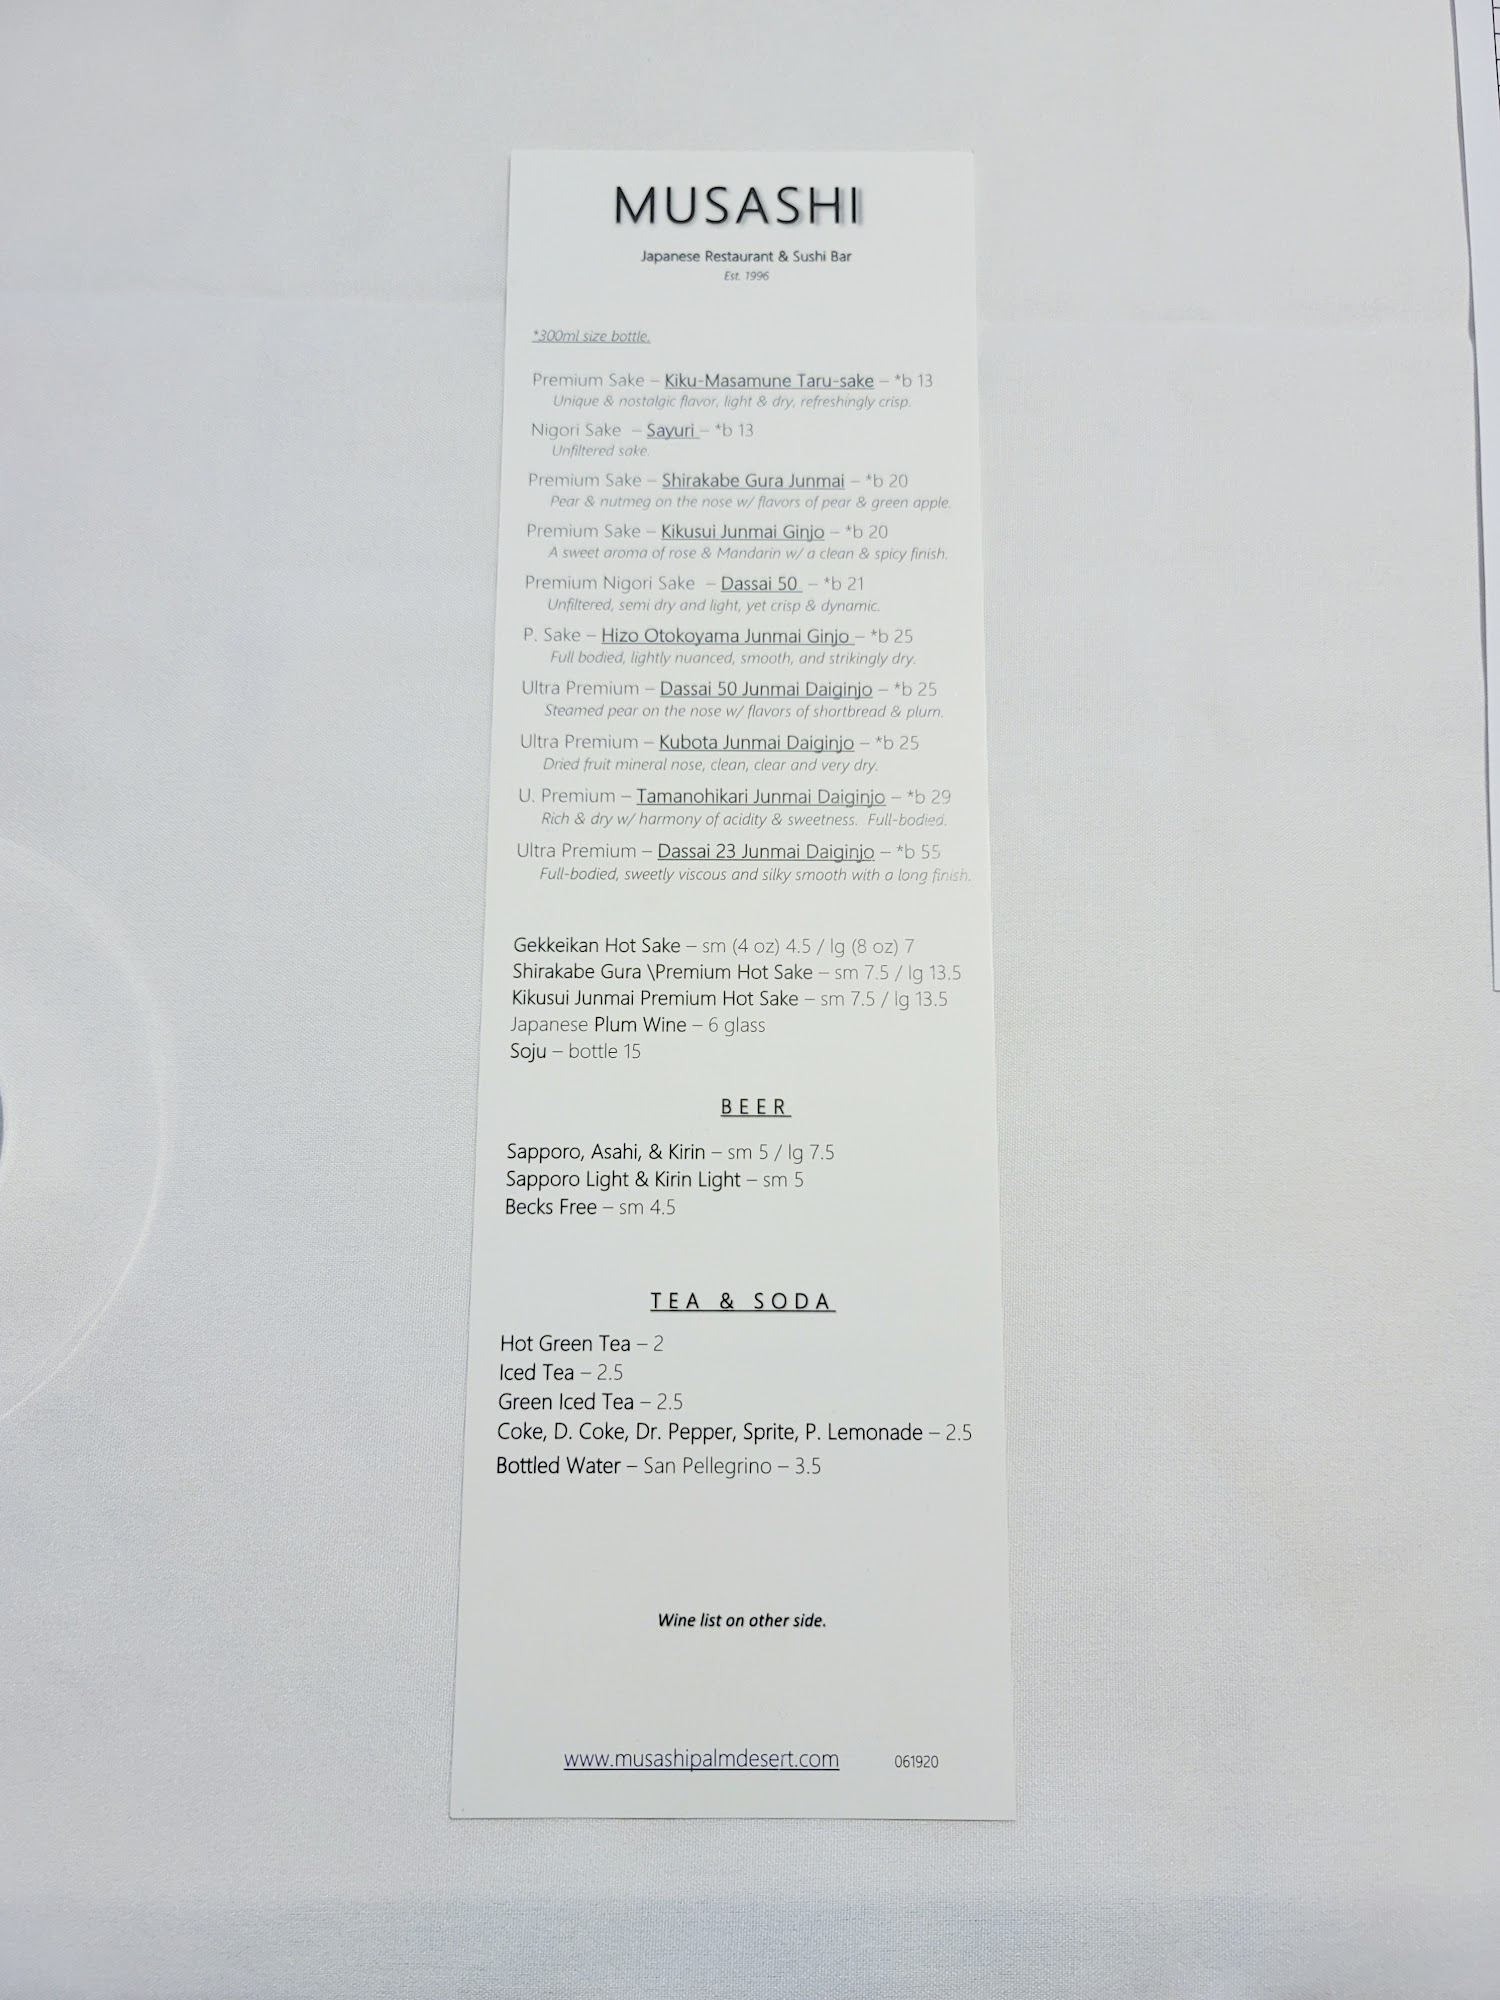 MUSASHI
Japanese Restaurant & Sushi Bar
Est. 1996
*300ml size bottle.
Premium Sake – Kiku-Masamune Taru-sake – *b 13
Unique & nostalgic flavor, light & dry, refreshingly crisp.
Nigori Sake – Sayuri – *b 13
Unfiltered sake.
Premium Sake – Shirakabe Gura Junmai – *b 20
Pear & nutmeg on the nose w/ flavors of pear & green apple.
Premium Sake – Kikusui Junmai Ginjo – *b 20
A sweet aroma of rose & Mandarin w/ a clean & spicy finish.
Premium Nigori Sake – Dassai 50 – *b 21
Unfiltered, semi dry and light, yet crisp & dynamic.
P. Sake – Hizo Otokoyama Junmai Ginjo – *b 25
Full bodied, lightly nuanced, smooth, and strikingly dry.
Ultra Premium – Dassai 50 Junmai Daiginjo – *b 25
Steamed pear on the nose w/ flavors of shortbread & plum.
Ultra Premium – Kubota Junmai Daiginjo – *b 25
Dried fruit mineral nose, clean, clear and very dry.
U. Premium – Tamanohikari Junmai Daiginjo – *b 29
Rich & dry w/ harmony of acidity & sweetness. Full-bodied.
Ultra Premium – Dassai 23 Junmai Daiginjo – *b 55
Full-bodied, sweetly viscous and silky smooth with a long finish.
Gekkeikan Hot Sake – sm (4 oz) 4.5 / lg (8 oz) 7
Shirakabe Gura \Premium Hot Sake – sm 7.5 / lg 13.5
Kikusui Junmai Premium Hot Sake – sm 7.5 / lg 13.5
Japanese Plum Wine – 6 glass
Soju – bottle 15
BEER
Sapporo, Asahi, & Kirin – sm 5 / lg 7.5
Sapporo Light & Kirin Light – sm 5
Becks Free – sm 4.5
TEA & SODA
Hot Green Tea – 2
Iced Tea – 2.5
Green Iced Tea – 2.5
Coke, D. Coke, Dr. Pepper, Sprite, P. Lemonade – 2.5
Bottled Water – San Pellegrino – 3.5
Wine list on other side.
www.musashipalmdesert.com 061920